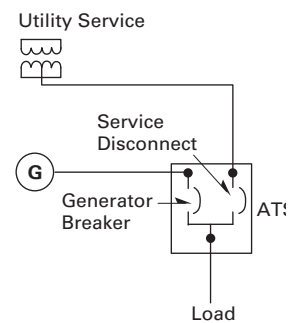 Utility Service
Service
Disconnect
G
Generator
Breaker
ATS
Load